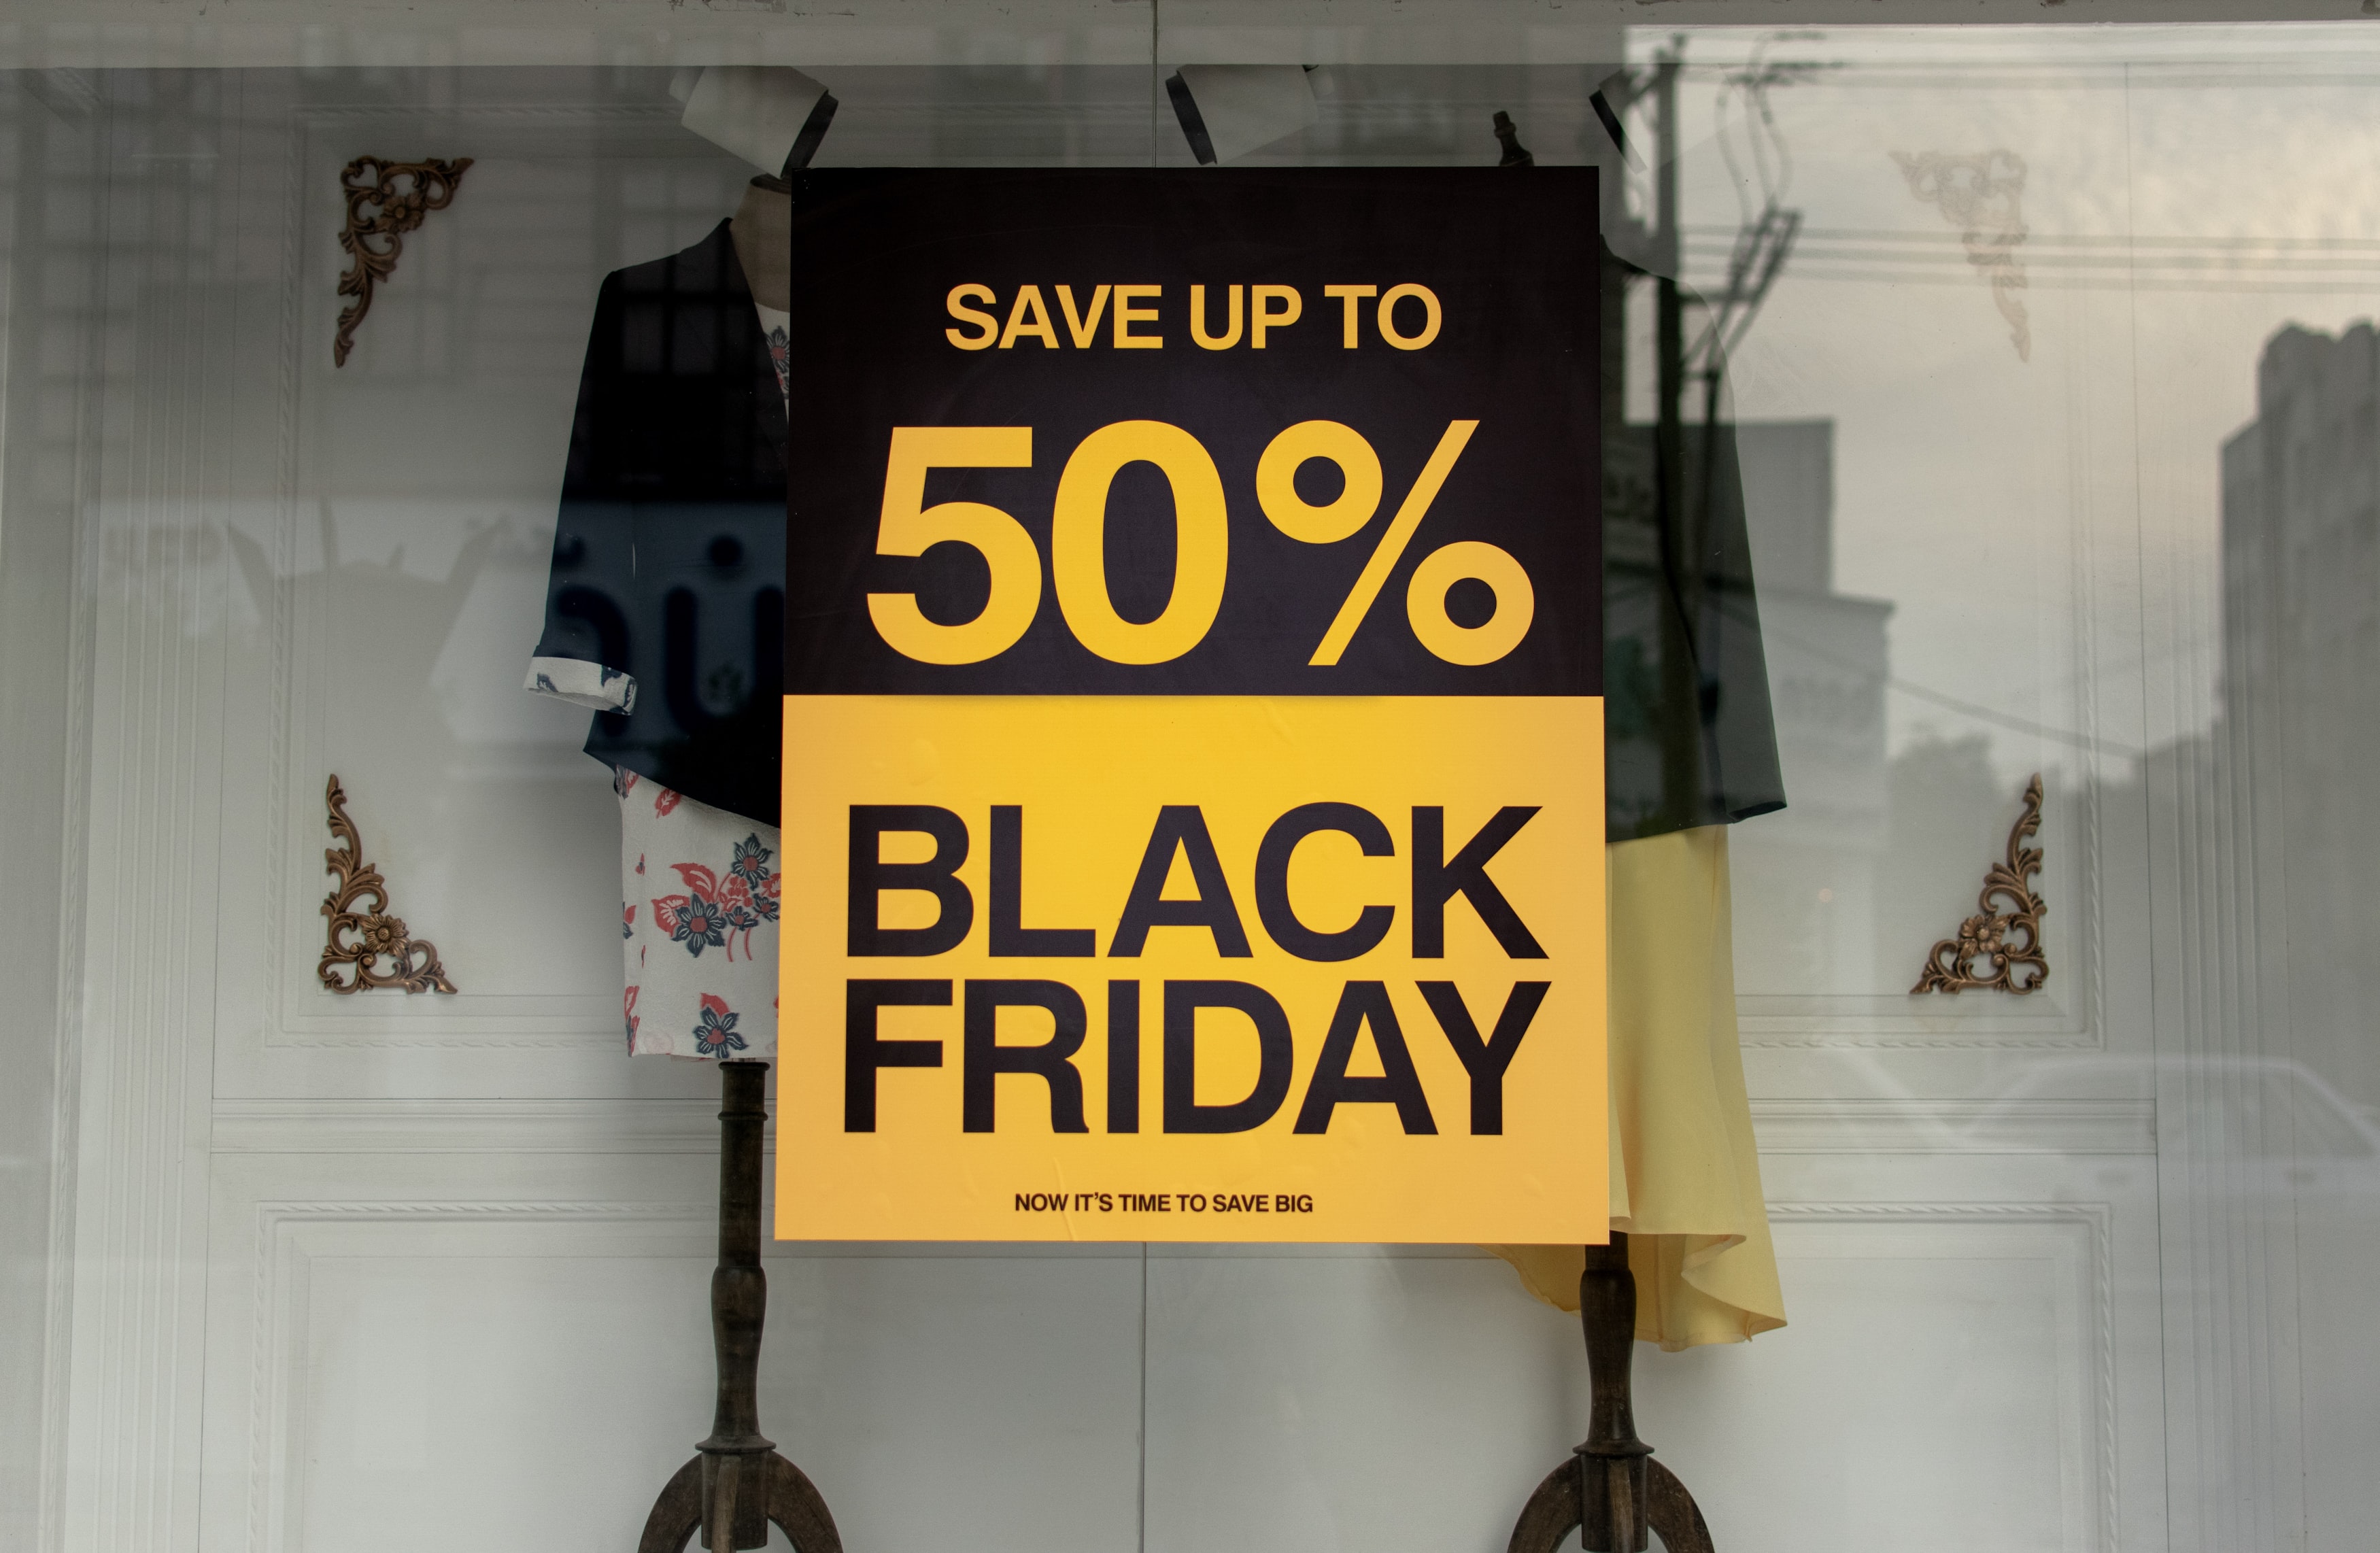 SAVE UP TO
50%
BLACK
FRIDAY
NOW IT'S TIME TO SAVE BIG